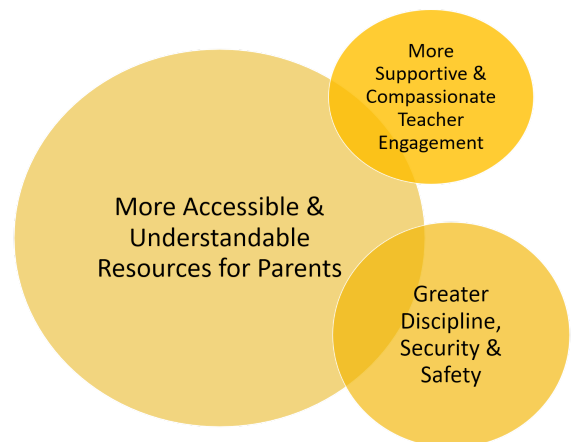 More
Supportive &
Compassionate
Teacher
Engagement
More Accessible &
Understandable
Resources for Parents
Greater
Discipline,
Security &
Safety